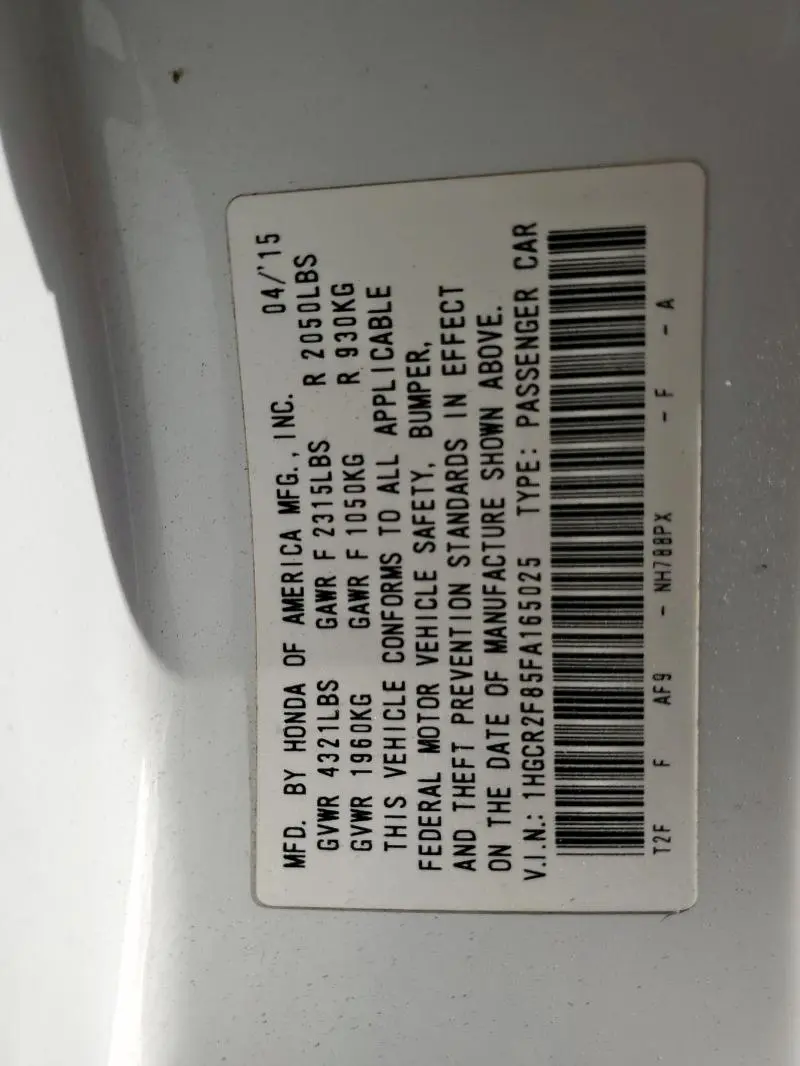 MFD. BY HONDA OF AMERICA MFG., INC. 04/'15
GVWR 4321LBS GAWR F 2315LBS R 2050LBS
GVWR 1960KG GAWR F 1050KG R 930KG
THIS VEHICLE CONFORMS TO ALL APPLICABLE
FEDERAL MOTOR VEHICLE SAFETY, BUMPER,
AND THEFT PREVENTION STANDARDS IN EFFECT
ON THE DATE OF MANUFACTURE SHOWN ABOVE.
V.I.N.: 1HGCR2F85FA165025 TYPE: PASSENGER CAR
T2F F AF9 - NH788PX - F - A